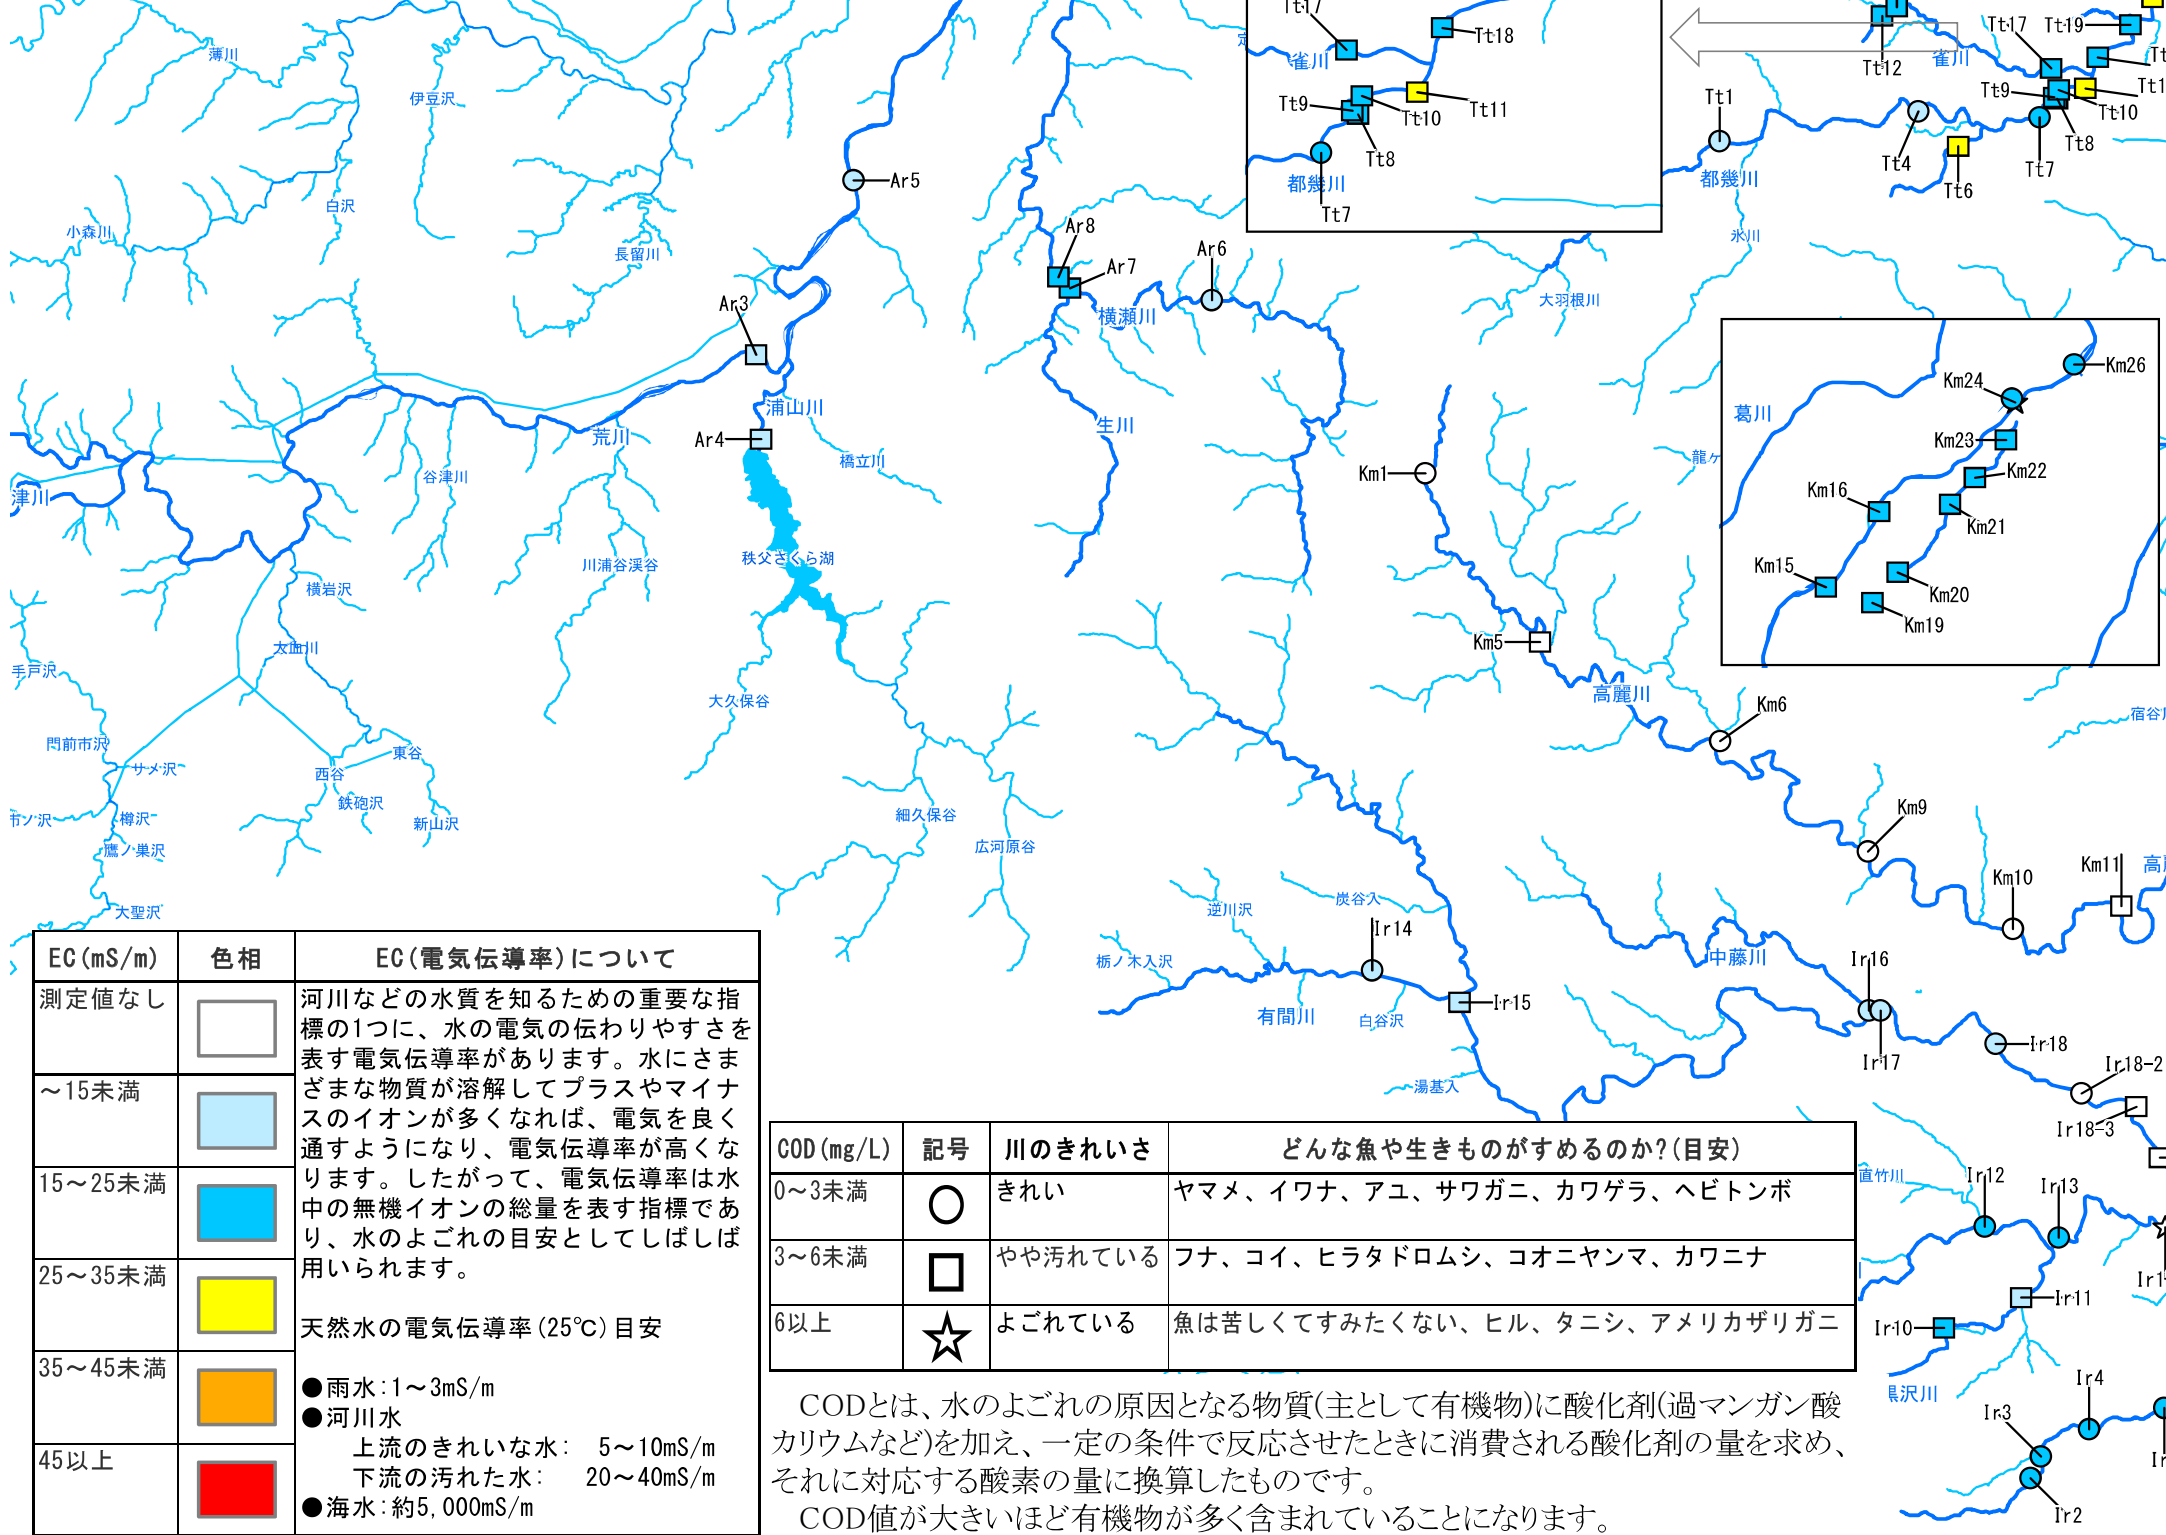 Tt17
Tt18
雀川
Tt9
Tt10
Tt11
Tt8
都幾川
Tt7
Tt17
Tt19
Tt12
雀川
Tt1
Tt9
Tt10
Tt4
Tt8
Tt7
都幾川
Tt6
氷川
薄川
伊豆沢
白沢
小森川
長留川
Ar5
Ar8
Ar7
Ar6
横瀬川
大羽根川
Ar3
浦山川
荒川
Ar4
橋立川
生川
谷津川
津川
川浦谷渓谷
秩父さくら湖
横岩沢
大血川
大久保谷
手戸沢
門前市沢
サメ沢
東谷
西谷
鉄砲沢
新山沢
市ノ沢
樽沢
鷹ノ巣沢
大聖沢
細久保谷
広河原谷
Km1
Km5
高麗川
Km6
Km9
Km10
Km11
葛川
Km24
Km26
Km23
Km22
Km16
Km21
Km15
Km20
Km19
宿谷川
逆川沢
炭谷入
Ir14
栃ノ木入沢
有間川
白谷沢
Ir15
湯基入
中藤川
Ir16
Ir17
Ir18
Ir18-2
Ir18-3
直竹川
Ir12
Ir13
Ir11
Ir10
黒沢川
Ir4
Ir3
Ir2
EC(mS/m) 色相 EC(電気伝導率)について
測定値なし
～15未満
15～25未満
25～35未満
35～45未満
45以上
河川などの水質を知るための重要な指
標の1つに、水の電気の伝わりやすさを
表す電気伝導率があります。水にさま
ざまな物質が溶解してプラスやマイナ
スのイオンが多くなれば、電気を良く
通すようになり、電気伝導率が高くな
ります。したがって、電気伝導率は水
中の無機イオンの総量を表す指標であ
り、水のよごれの目安としてしばしば
用いられます。
天然水の電気伝導率(25℃)目安
●雨水:1～3mS/m
●河川水
上流のきれいな水: 5～10mS/m
下流の汚れた水: 20～40mS/m
●海水:約5,000mS/m
COD(mg/L) 記号 川のきれいさ どんな魚や生きものがすめるのか?(目安)
0～3未満 ○ きれい ヤマメ、イワナ、アユ、サワガニ、カワゲラ、ヘビトンボ
3～6未満 □ やや汚れている フナ、コイ、ヒラタドロムシ、コオニヤンマ、カワニナ
6以上 ☆ よごれている 魚は苦しくてすみたくない、ヒル、タニシ、アメリカザリガニ
CODとは、水のよごれの原因となる物質(主として有機物)に酸化剤(過マンガン酸
カリウムなど)を加え、一定の条件で反応させたときに消費される酸化剤の量を求め、
それに対応する酸素の量に換算したものです。
COD値が大きいほど有機物が多く含まれていることになります。